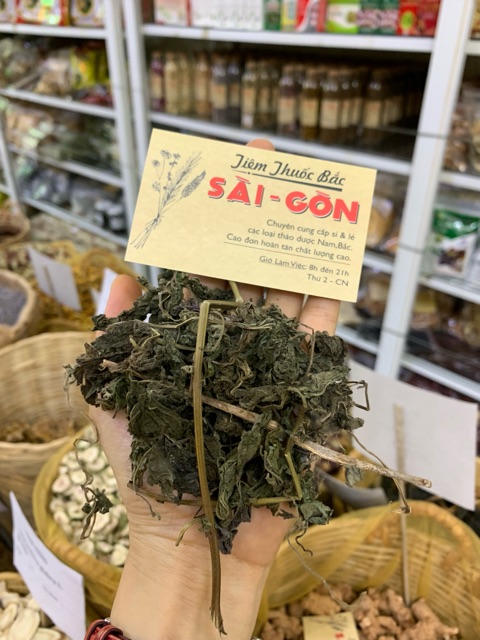 Tiệm Thuốc Bắc
SÀI-GÒN
Chuyên cung cấp sỉ & lẻ
các loại thảo dược Nam,Bắc.
Cao đơn hoàn tán chất lượng cao.
Giờ Làm Việc: 8h đến 21h
Thứ 2 - CN